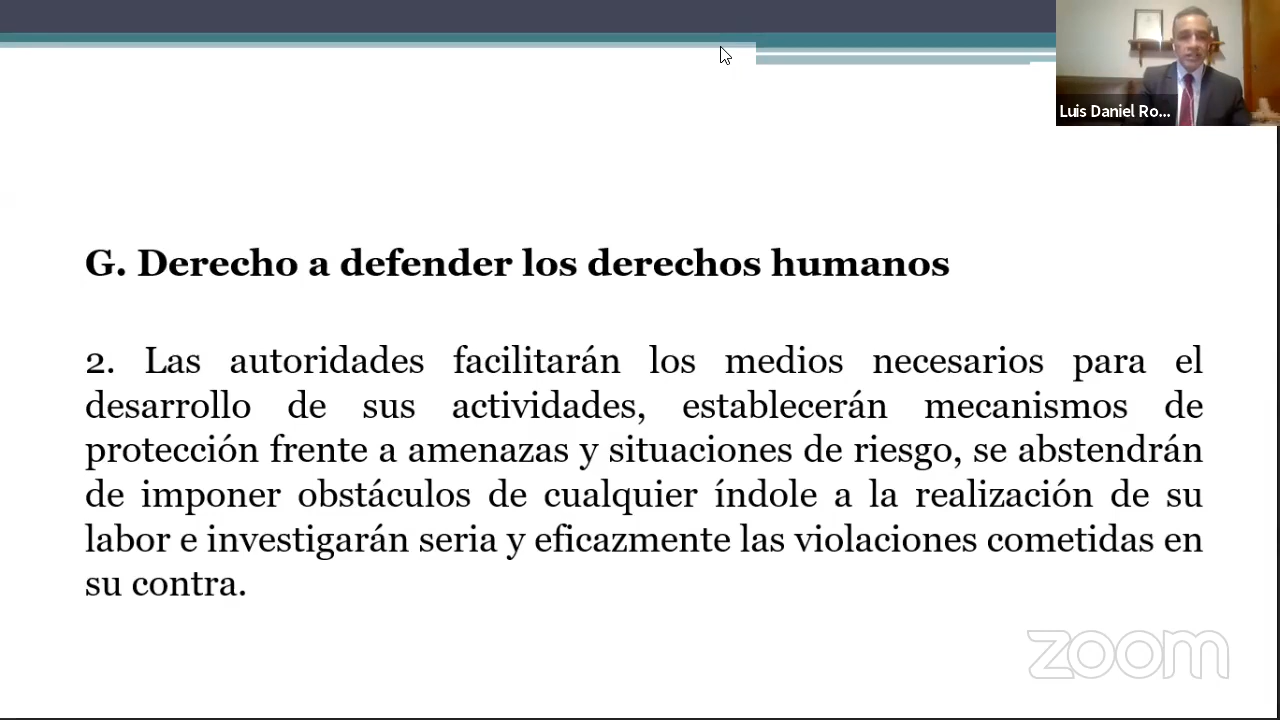 Luis Daniel Ro...
G. Derecho a defender los derechos humanos
2. Las autoridades facilitarán los medios necesarios para el
desarrollo de sus actividades, establecerán mecanismos de
protección frente a amenazas y situaciones de riesgo, se abstendrán
de imponer obstáculos de cualquier índole a la realización de su
labor e investigarán seria y eficazmente las violaciones cometidas en
su contra.
zoom